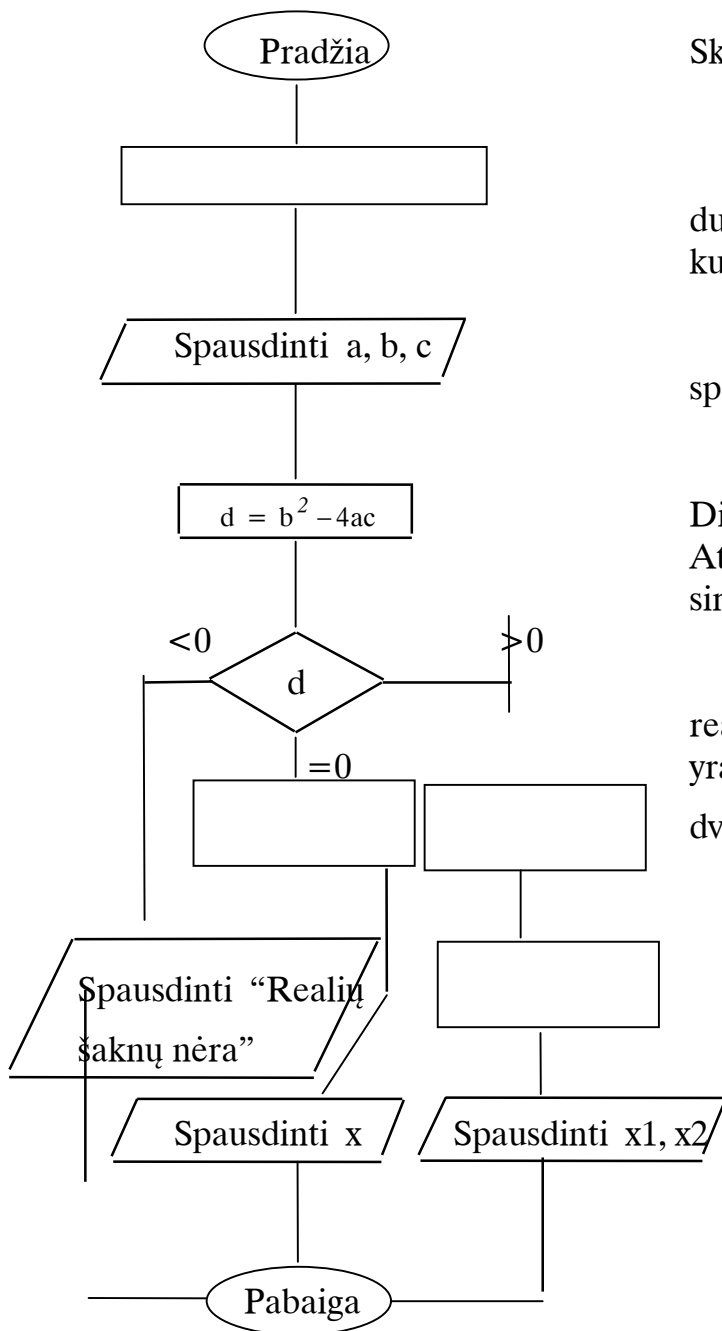 Pradžia
Spausdinti a, b, c
d = b² – 4ac
<0
>0
d
=0
Spausdinti “Realių
šaknų nėra”
Spausdinti x
Spausdinti x1, x2
Pabaiga